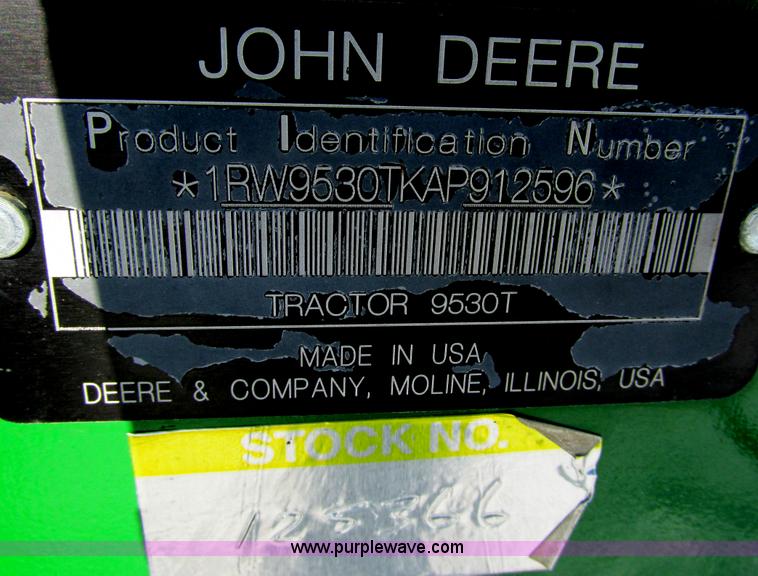 JOHN DEERE
Product Identification Number
*1RW9530TKAP912596*
TRACTOR 9530T
MADE IN USA
DEERE & COMPANY, MOLINE, ILLINOIS, USA
STOCK NO.
www.purplewave.com